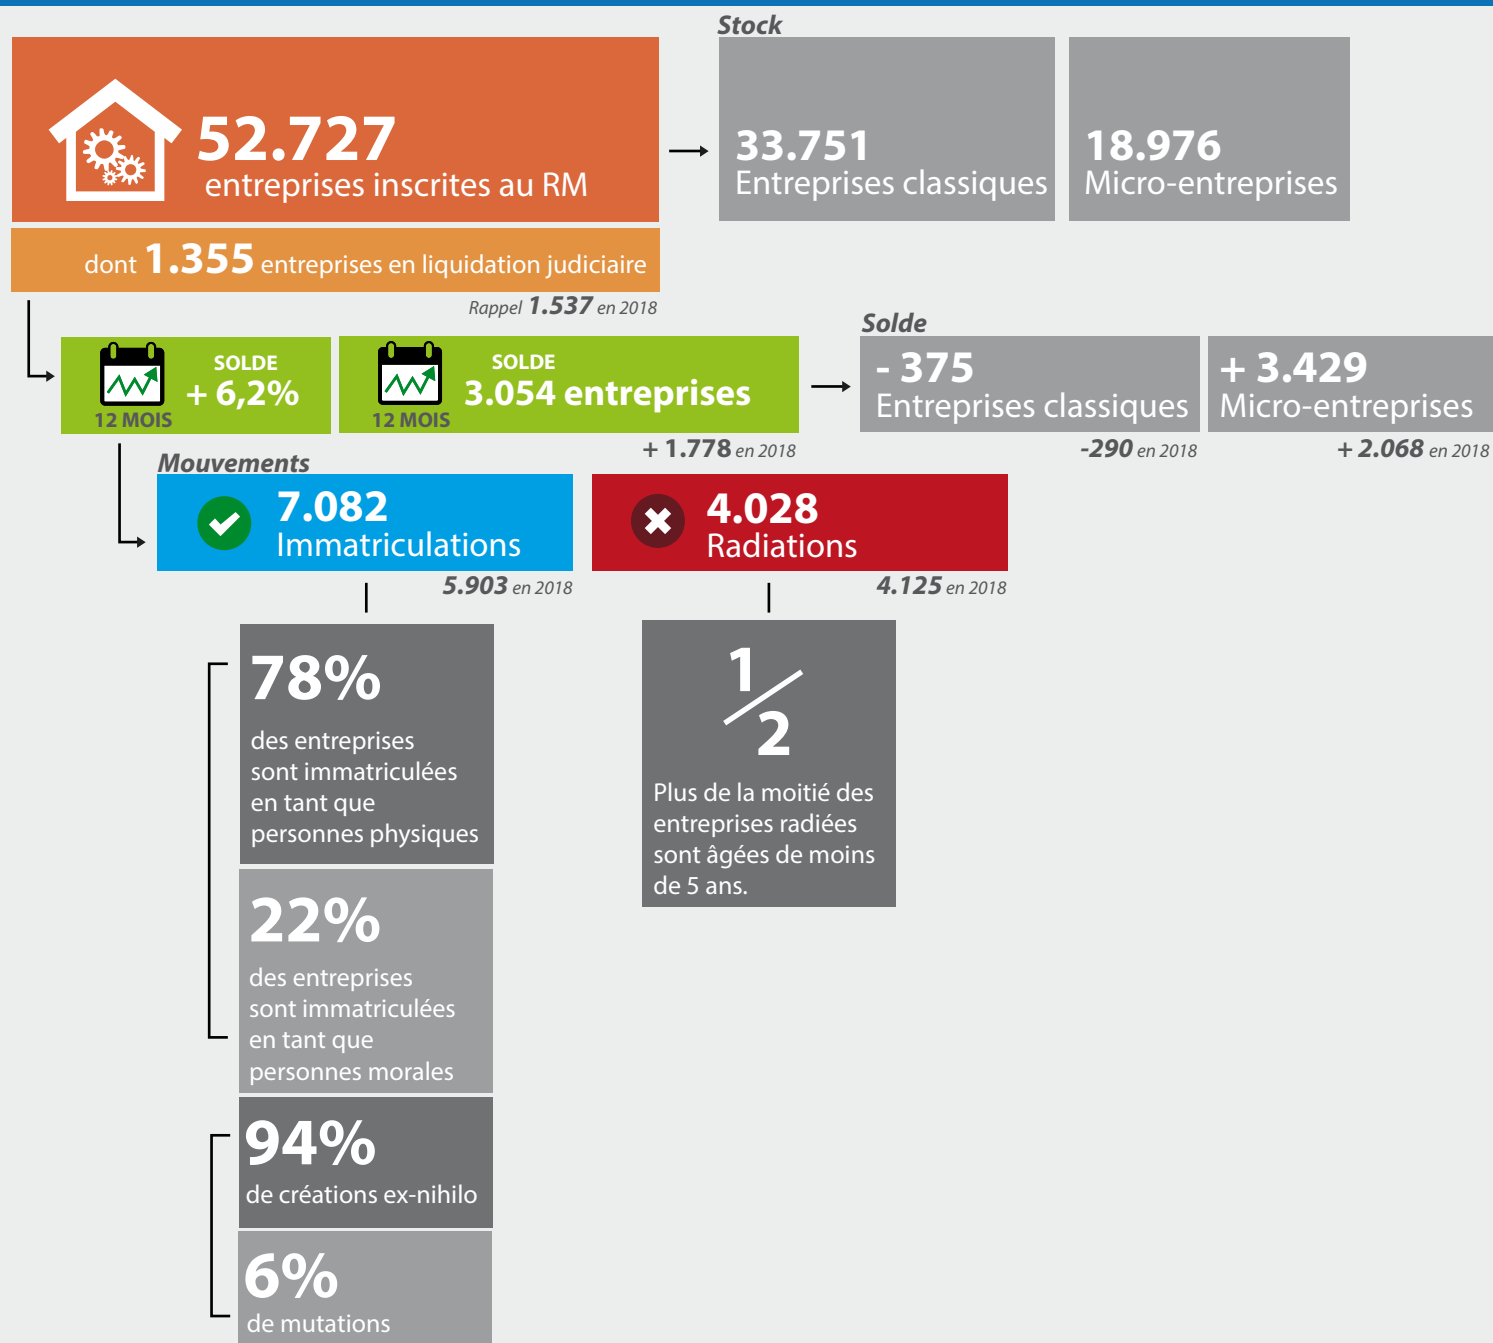 Stock
52.727
entreprises inscrites au RM
33.751
Entreprises classiques
18.976
Micro-entreprises
dont 1.355 entreprises en liquidation judiciaire
Rappel 1.537 en 2018
SOLDE
+ 6,2%
12 MOIS
SOLDE
3.054 entreprises
12 MOIS
+ 1.778 en 2018
Solde
- 375
Entreprises classiques
-290 en 2018
+ 3.429
Micro-entreprises
+ 2.068 en 2018
Mouvements
7.082
Immatriculations
5.903 en 2018
4.028
Radiations
4.125 en 2018
78%
des entreprises
sont immatriculées
en tant que
personnes physiques
22%
des entreprises
sont immatriculées
en tant que
personnes morales
94%
de créations ex-nihilo
6%
de mutations
1/2
Plus de la moitié des
entreprises radiées
sont âgées de moins
de 5 ans.